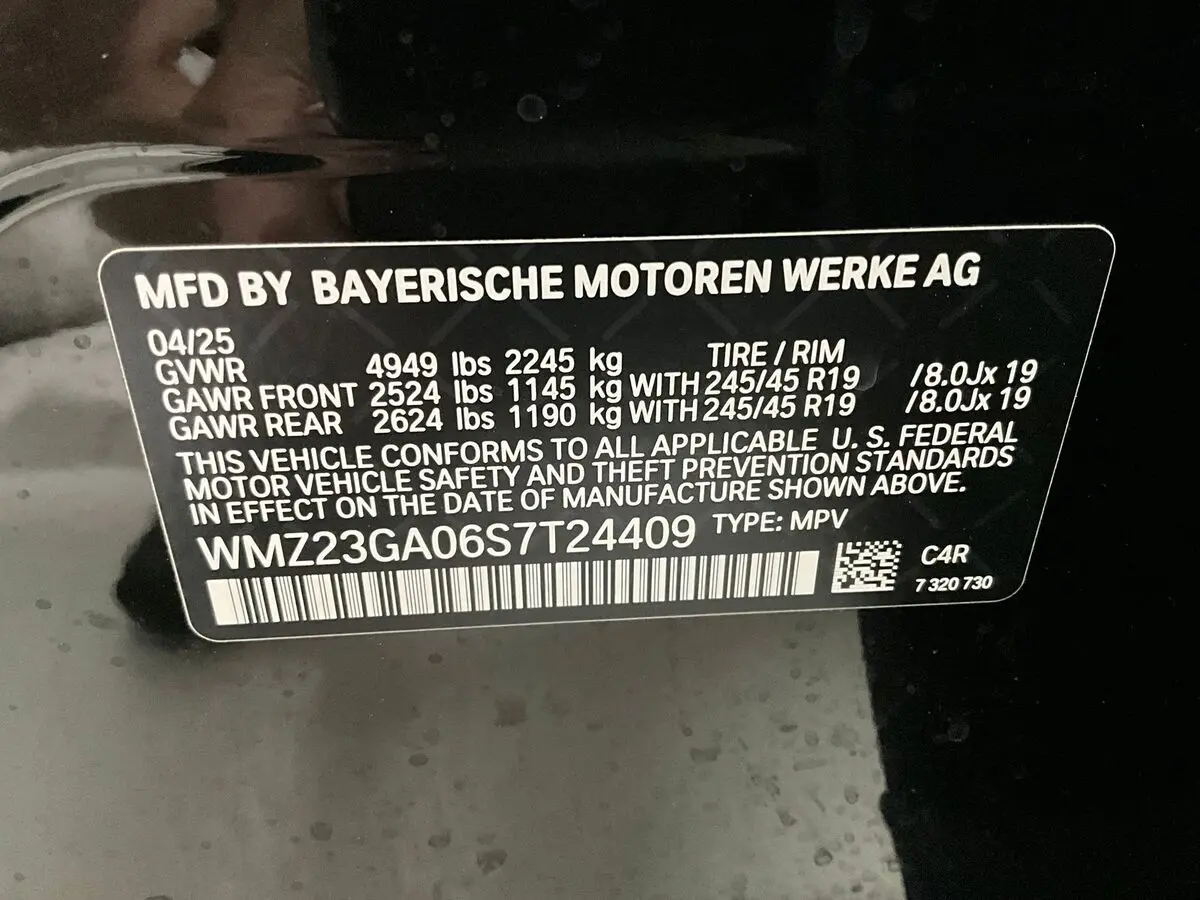 MFD BY BAYERISCHE MOTOREN WERKE AG
04/25 TIRE / RIM
GVWR 4949 lbs 2245 kg
GAWR FRONT 2524 lbs 1145 kg WITH 245/45 R19 /8.0Jx 19
GAWR REAR 2624 lbs 1190 kg WITH 245/45 R19 /8.0Jx 19
THIS VEHICLE CONFORMS TO ALL APPLICABLE U. S. FEDERAL
MOTOR VEHICLE SAFETY AND THEFT PREVENTION STANDARDS
IN EFFECT ON THE DATE OF MANUFACTURE SHOWN ABOVE.
WMZ23GA06S7T24409 TYPE: MPV
C4R
7 320 730